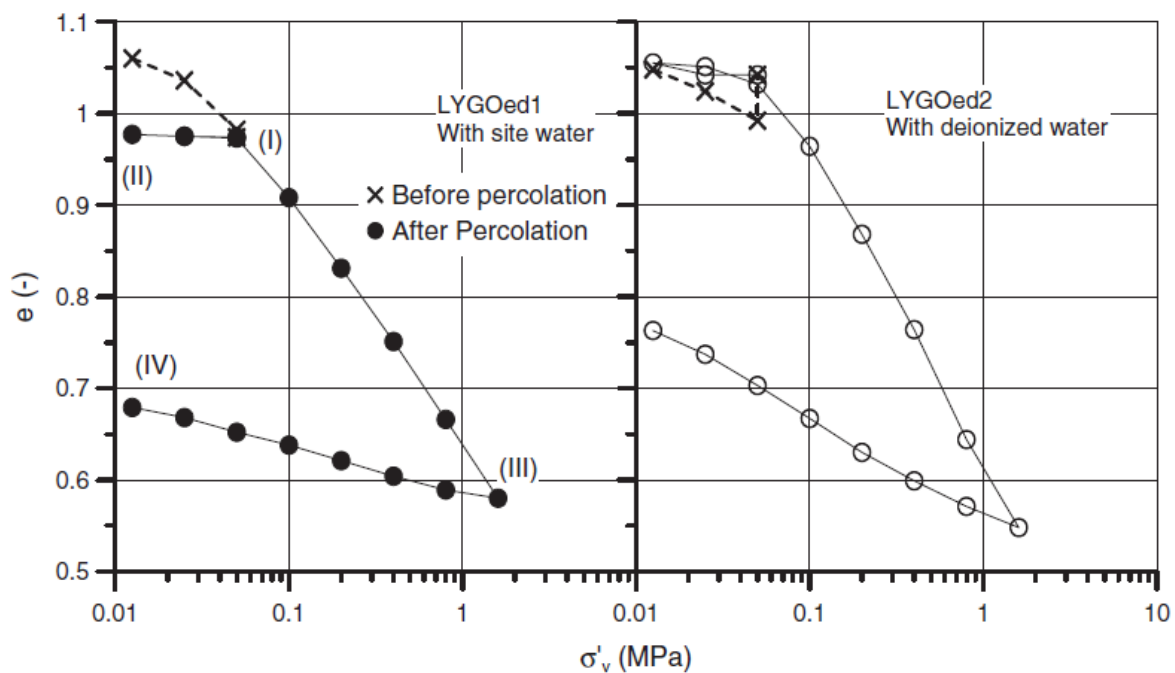 1.1
1
0.9
0.8
0.7
0.6
0.5
e (-)
(I)
(II)
(III)
(IV)
LYGOed1
With site water
Before percolation
After Percolation
LYGOed2
With deionized water
0.01
0.1
1
0.01
0.1
1
10
σ'v (MPa)